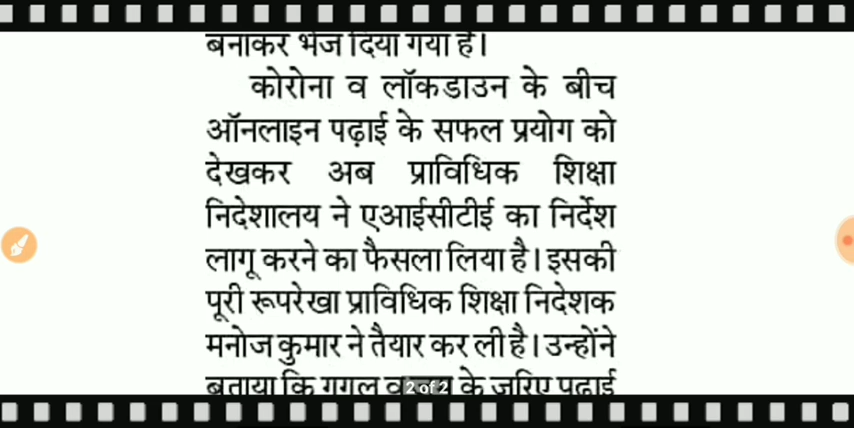 बनाकर भेज दिया गया है।
कोरोना व लॉकडाउन के बीच
ऑनलाइन पढ़ाई के सफल प्रयोग को
देखकर अब प्राविधिक शिक्षा
निदेशालय ने एआईसीटीई का निर्देश
लागू करने का फैसला लिया है। इसकी
पूरी रूपरेखा प्राविधिक शिक्षा निदेशक
मनोज कुमार ने तैयार कर ली है। उन्होंने
बताया कि गूगल व के जरिए पढ़ाई
2 of 2